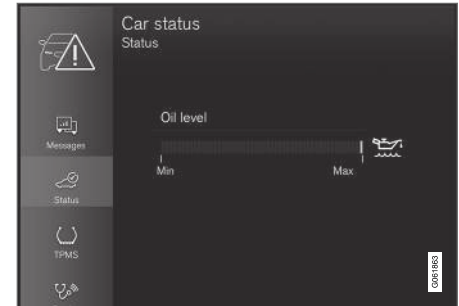 Car status
Status
Oil level
Min
Max
Messages
Status
TPMS
G061863